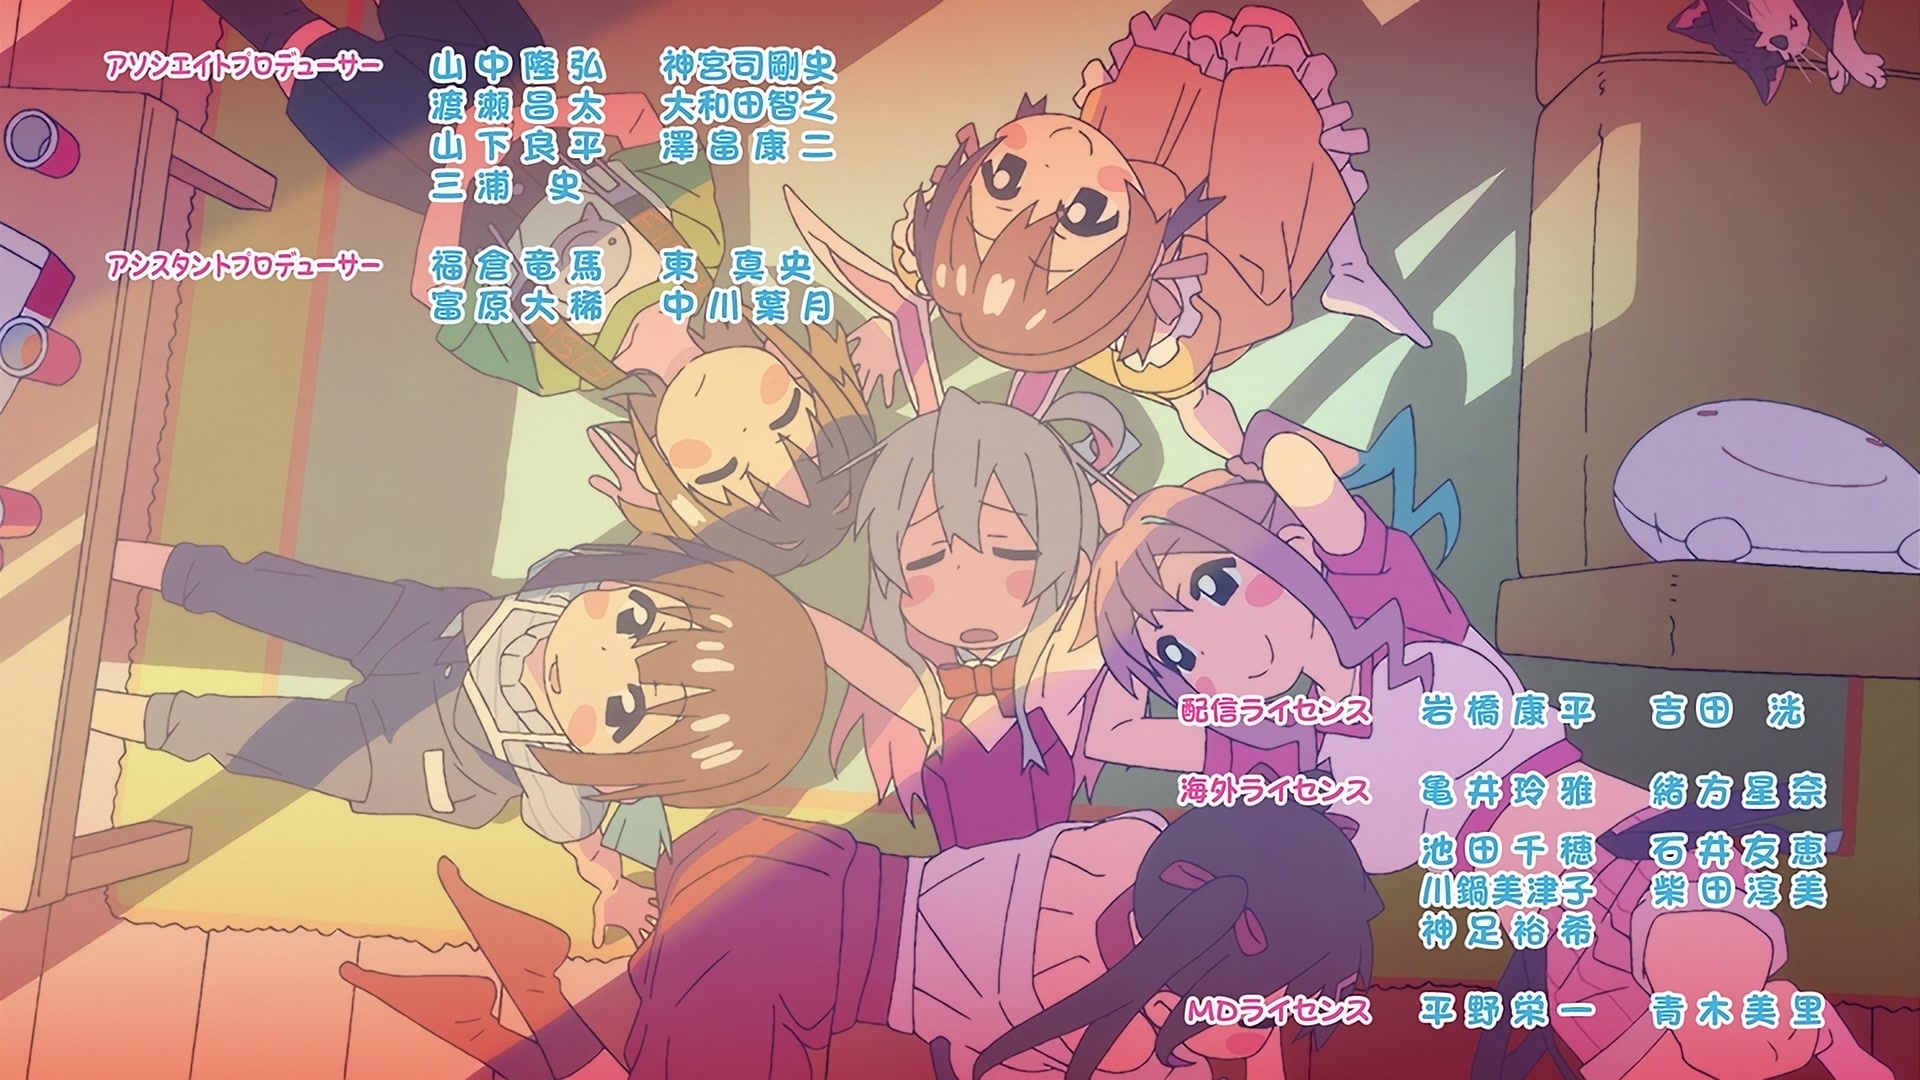 アソシエイトプロデューサー 山中隆弘 神宮司剛史
渡瀬昌太 大和田智之
山下良平 澤畠康二
三浦 史
アシスタントプロデューサー 福倉竜馬 東 真央
富原大稀 中川葉月
配信ライセンス 岩橋康平 吉田 洸
海外ライセンス 亀井玲雅 緒方星奈
池田千穂 石井友恵
川鍋美津子 柴田淳美
神足裕希
MDライセンス 平野栄一 青木美里